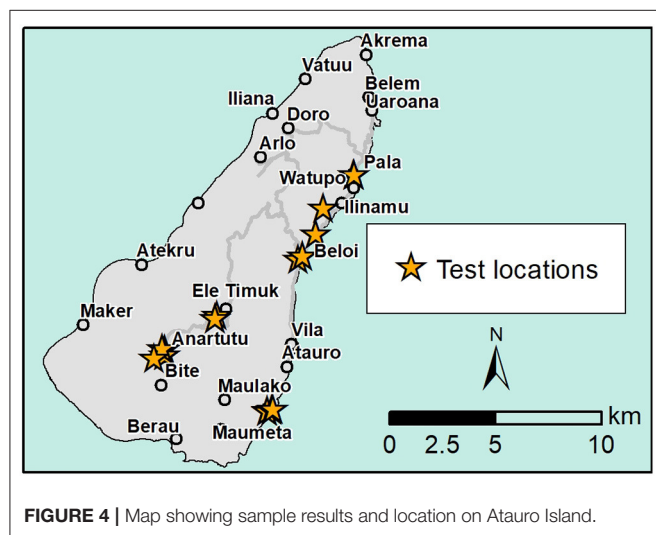 Akrema
Vatuu
Belem
Iliana
Uaroana
Doro
Arlo
Pala
Watupo
Ilinamu
Beloi
Test locations
Atekru
Ele Timuk
Maker
Anartutu
Vila
N
Atauro
Bite
Maulako
km
Berau
Maumeta
0 2.5 5 10
FIGURE 4 | Map showing sample results and location on Atauro Island.